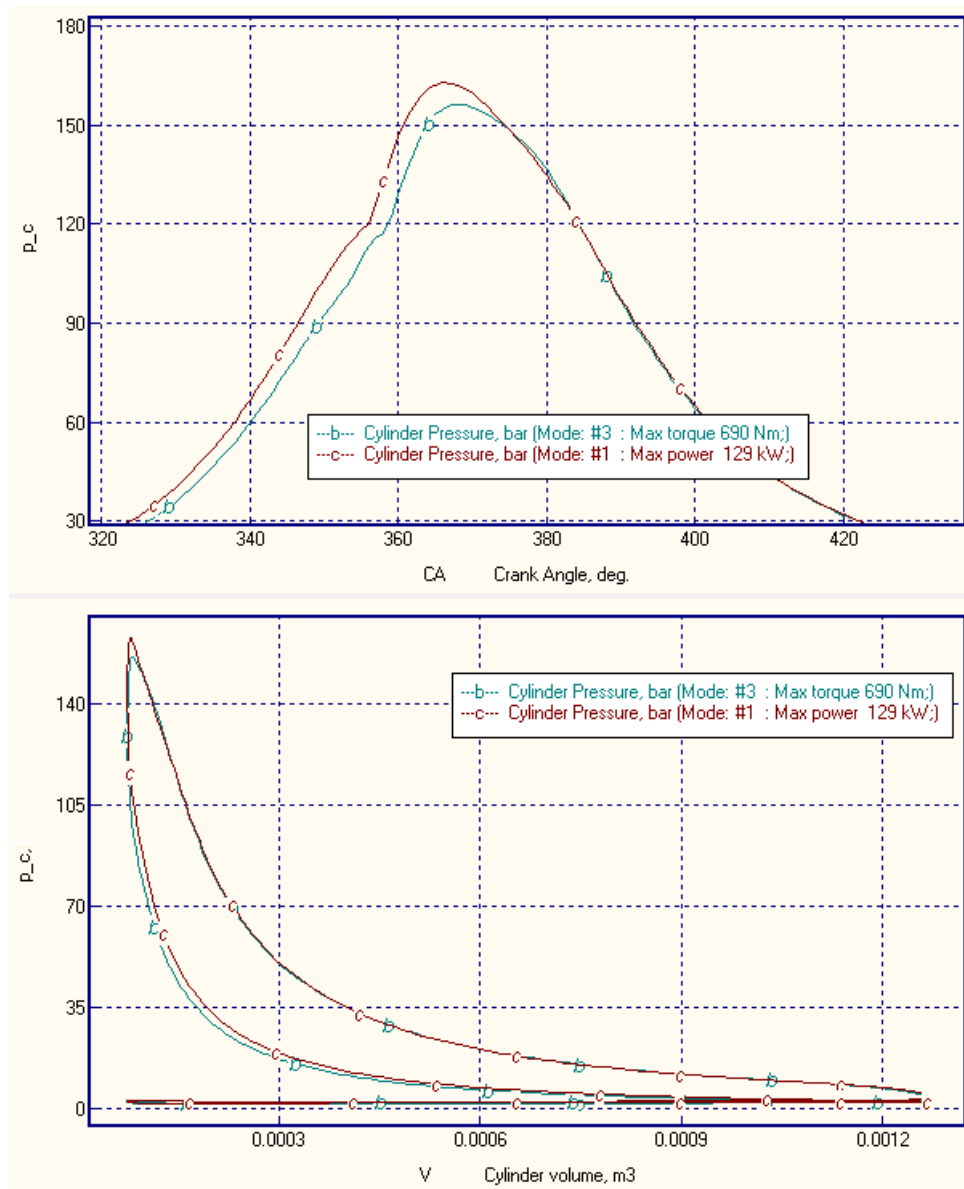 180
150
120
90
60
30
p_c
320
340
360
380
400
420
CA Crank Angle, deg.
---b--- Cylinder Pressure, bar (Mode: #3 : Max torque 690 Nm;)
---c--- Cylinder Pressure, bar (Mode: #1 : Max power 129 kW;)
c
b
c
b
c
b
c
b
c
b
c
140
105
70
35
0
p_c,
0.0003
0.0006
0.0009
0.0012
V Cylinder volume, m3
---b--- Cylinder Pressure, bar (Mode: #3 : Max torque 690 Nm;)
---c--- Cylinder Pressure, bar (Mode: #1 : Max power 129 kW;)
b
c
c
b
c
c
b
c
b
c
b
c
b
c
b
c
b
c
c
c
b
c
b
c
c
c
b
c